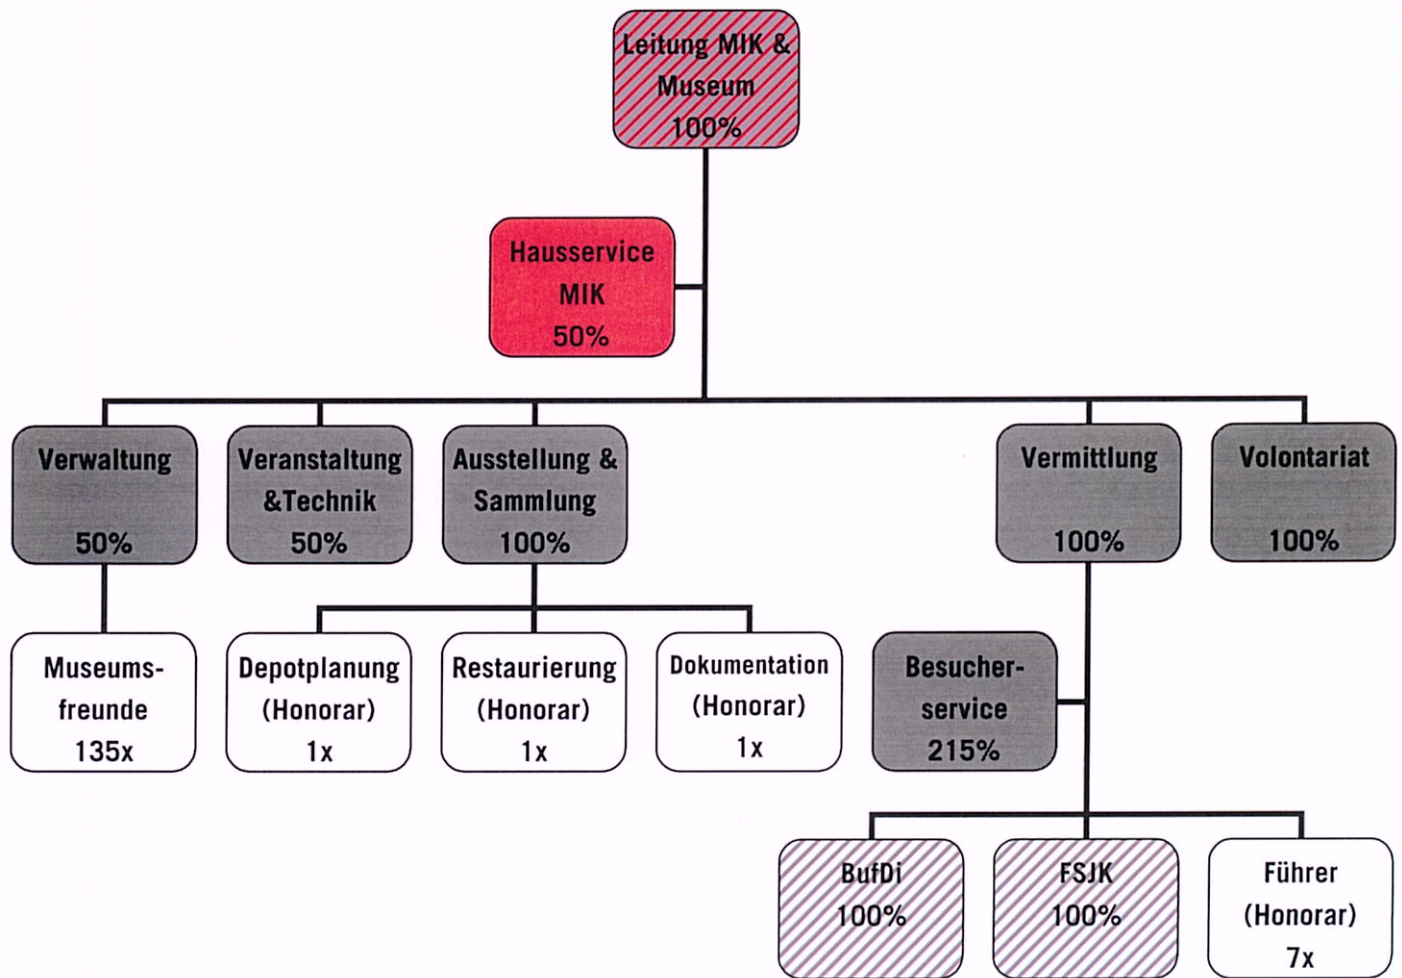 Leitung MIK &
Museum
100%
Hausservice
MIK
50%
Verwaltung
50%
Veranstaltung
&Technik
50%
Ausstellung &
Sammlung
100%
Vermittlung
100%
Volontariat
100%
Museums-
freunde
135x
Depotplanung
(Honorar)
1x
Restaurierung
(Honorar)
1x
Dokumentation
(Honorar)
1x
Besucher-
service
215%
BufDi
100%
FSJK
100%
Führer
(Honorar)
7x